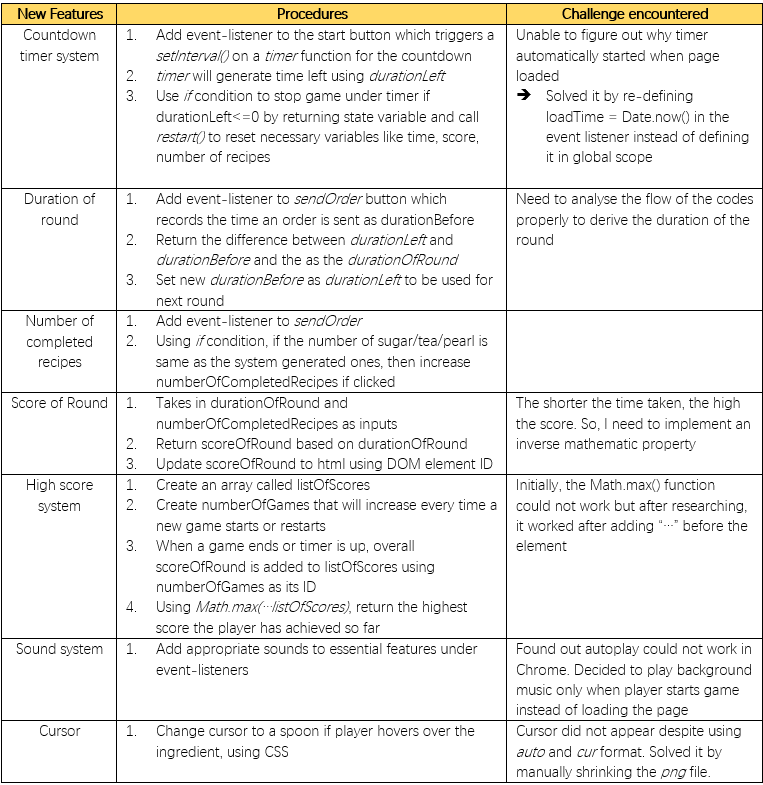 New Features
Procedures
Challenge encountered
Countdown
timer system
1. Add event-listener to the start button which triggers a
setInterval() on a timer function for the countdown
2. timer will generate time left using durationLeft
3. Use if condition to stop game under timer if
durationLeft<=0 by returning state variable and call
restart() to reset necessary variables like time, score,
number of recipes
Unable to figure out why timer
automatically started when page
loaded
➔ Solved it by re-defining
loadTime = Date.now() in the
event listener instead of defining
it in global scope
Duration of
round
1. Add event-listener to sendOrder button which
records the time an order is sent as durationBefore
2. Return the difference between durationLeft and
durationBefore and the as the durationOfRound
3. Set new durationBefore as durationLeft to be used for
next round
Need to analyse the flow of the codes
properly to derive the duration of the
round
Number of
completed
recipes
1. Add event-listener to sendOrder
2. Using if condition, if the number of sugar/tea/pearl is
same as the system generated ones, then increase
numberOfCompletedRecipes if clicked
Score of Round
1. Takes in durationOfRound and
numberOfCompletedRecipes as inputs
2. Return scoreOfRound based on durationOfRound
3. Update scoreOfRound to html using DOM element ID
The shorter the time taken, the high
the score. So, I need to implement an
inverse mathematic property
High score
system
1. Create an array called listOfScores
2. Create numberOfGames that will increase every time a
new game starts or restarts
3. When a game ends or timer is up, overall
scoreOfRound is added to listOfScores using
numberOfGames as its ID
4. Using Math.max(…listOfScores), return the highest
score the player has achieved so far
Initially, the Math.max() function
could not work but after researching,
it worked after adding “…” before the
element
Sound system
1. Add appropriate sounds to essential features under
event-listeners
Found out autoplay could not work in
Chrome. Decided to play background
music only when player starts game
instead of loading the page
Cursor
1. Change cursor to a spoon if player hovers over the
ingredient, using CSS
Cursor did not appear despite using
auto and cur format. Solved it by
manually shrinking the png file.